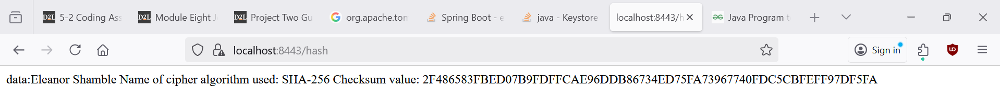 D2L 5-2 Coding Ass D2L Module Eight J D2L Project Two Gu G org.apache.tom Spring Boot - e java - Keystore localhost:8443/h Java Program t
localhost:8443/hash Sign in
data:Eleanor Shamble Name of cipher algorithm used: SHA-256 Checksum value: 2F486583FBED07B9FDFFCAE96DDB86734ED75FA73967740FDC5CBFEFF97DF5FA